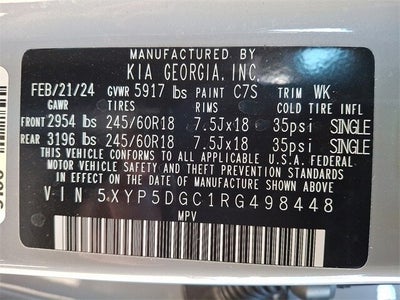 MANUFACTURED BY
KIA GEORGIA, INC.
FEB/21/24 GVWR 5917 lbs PAINT C7S TRIM WK
GAWR TIRES RIMS COLD TIRE INFL
FRONT 2954 lbs 245/60R18 7.5Jx18 35psi SINGLE
REAR 3196 lbs 245/60R18 7.5Jx18 35psi SINGLE
THIS VEHICLE CONFORMS TO ALL APPLICABLE U.S.A. FEDERAL
MOTOR VEHICLE SAFETY AND THEFT PREVENTION STANDARDS
IN EFFECT ON THE DATE OF MANUFACTURE SHOWN ABOVE.
VIN 5XYP5DGC1RG498448
MPV